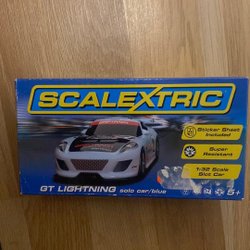 SCALEXTRIC
Sticker Sheet
Included
Super
Resistant
1:32 Scale
Slot Car
GT LIGHTNING solo car/blue
5+